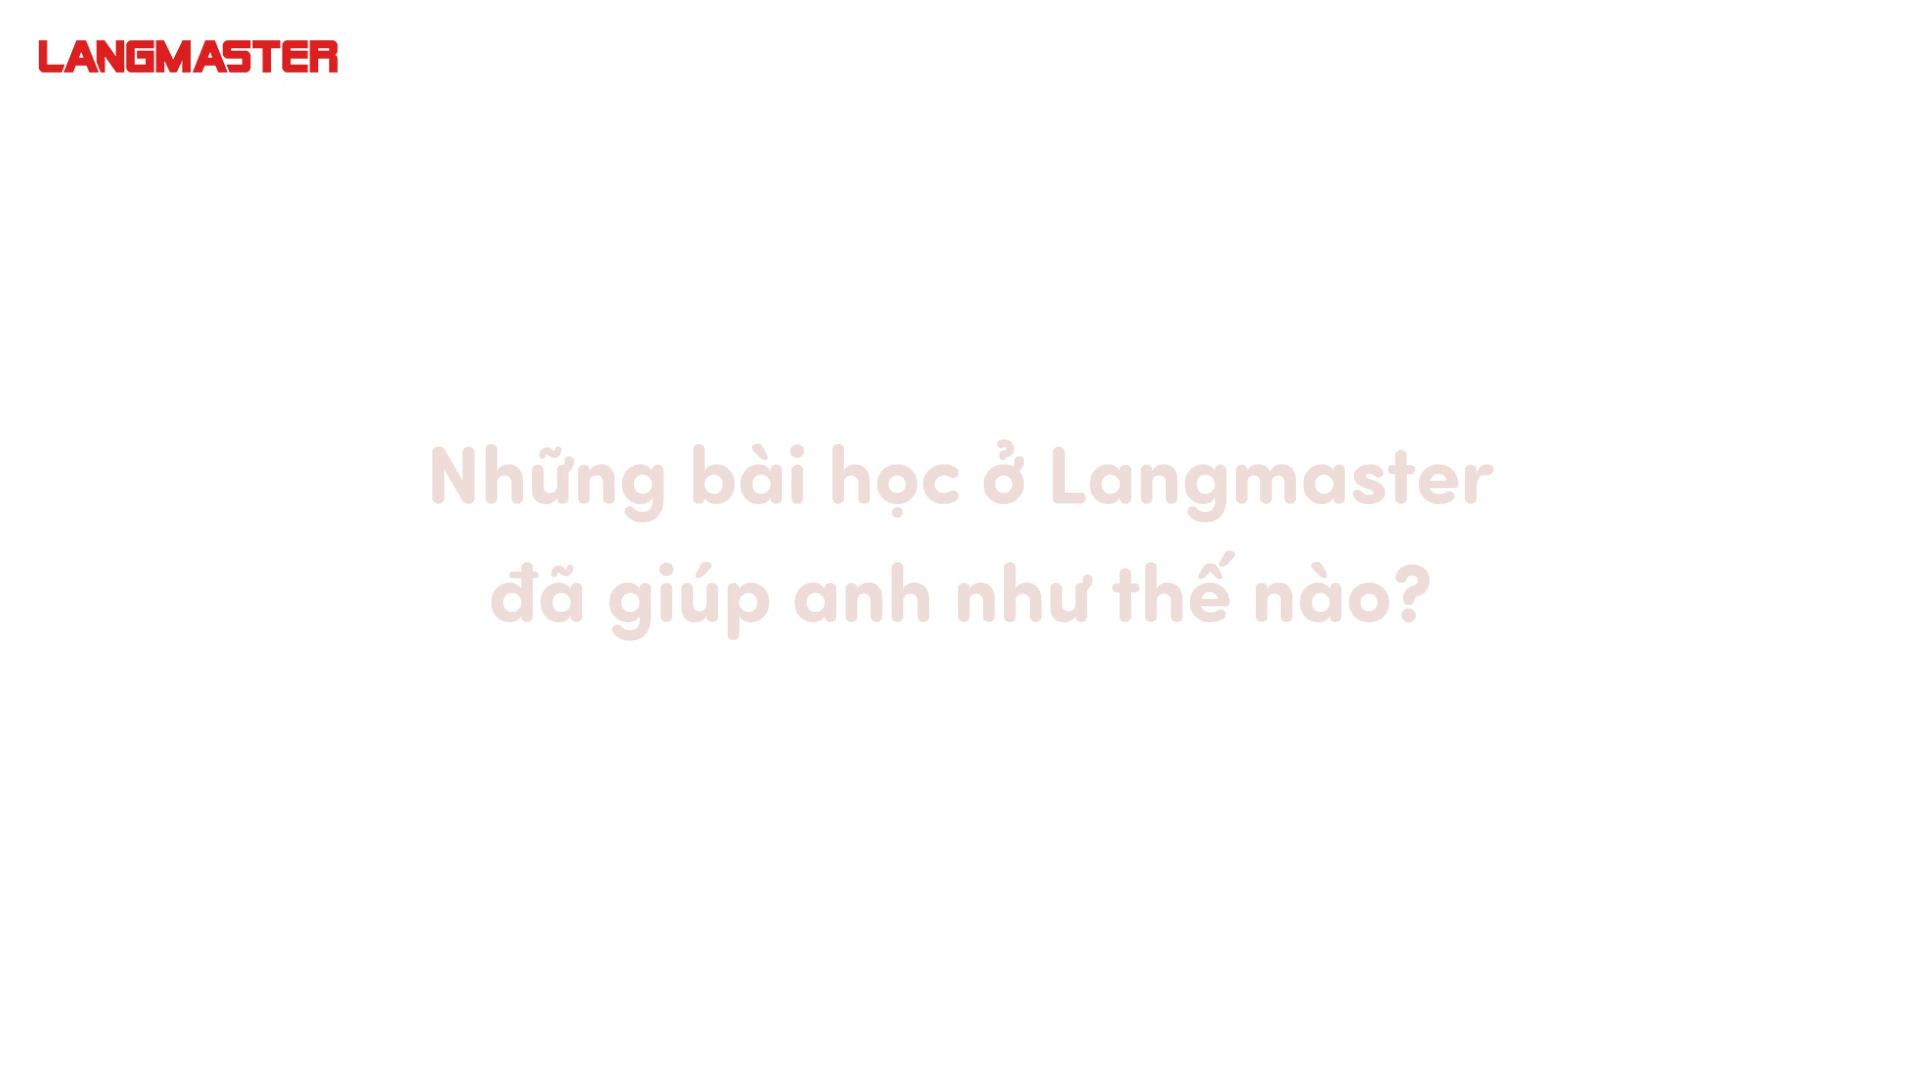 LANGMASTER
Những bài học ở Langmaster
đã giúp anh như thế nào?